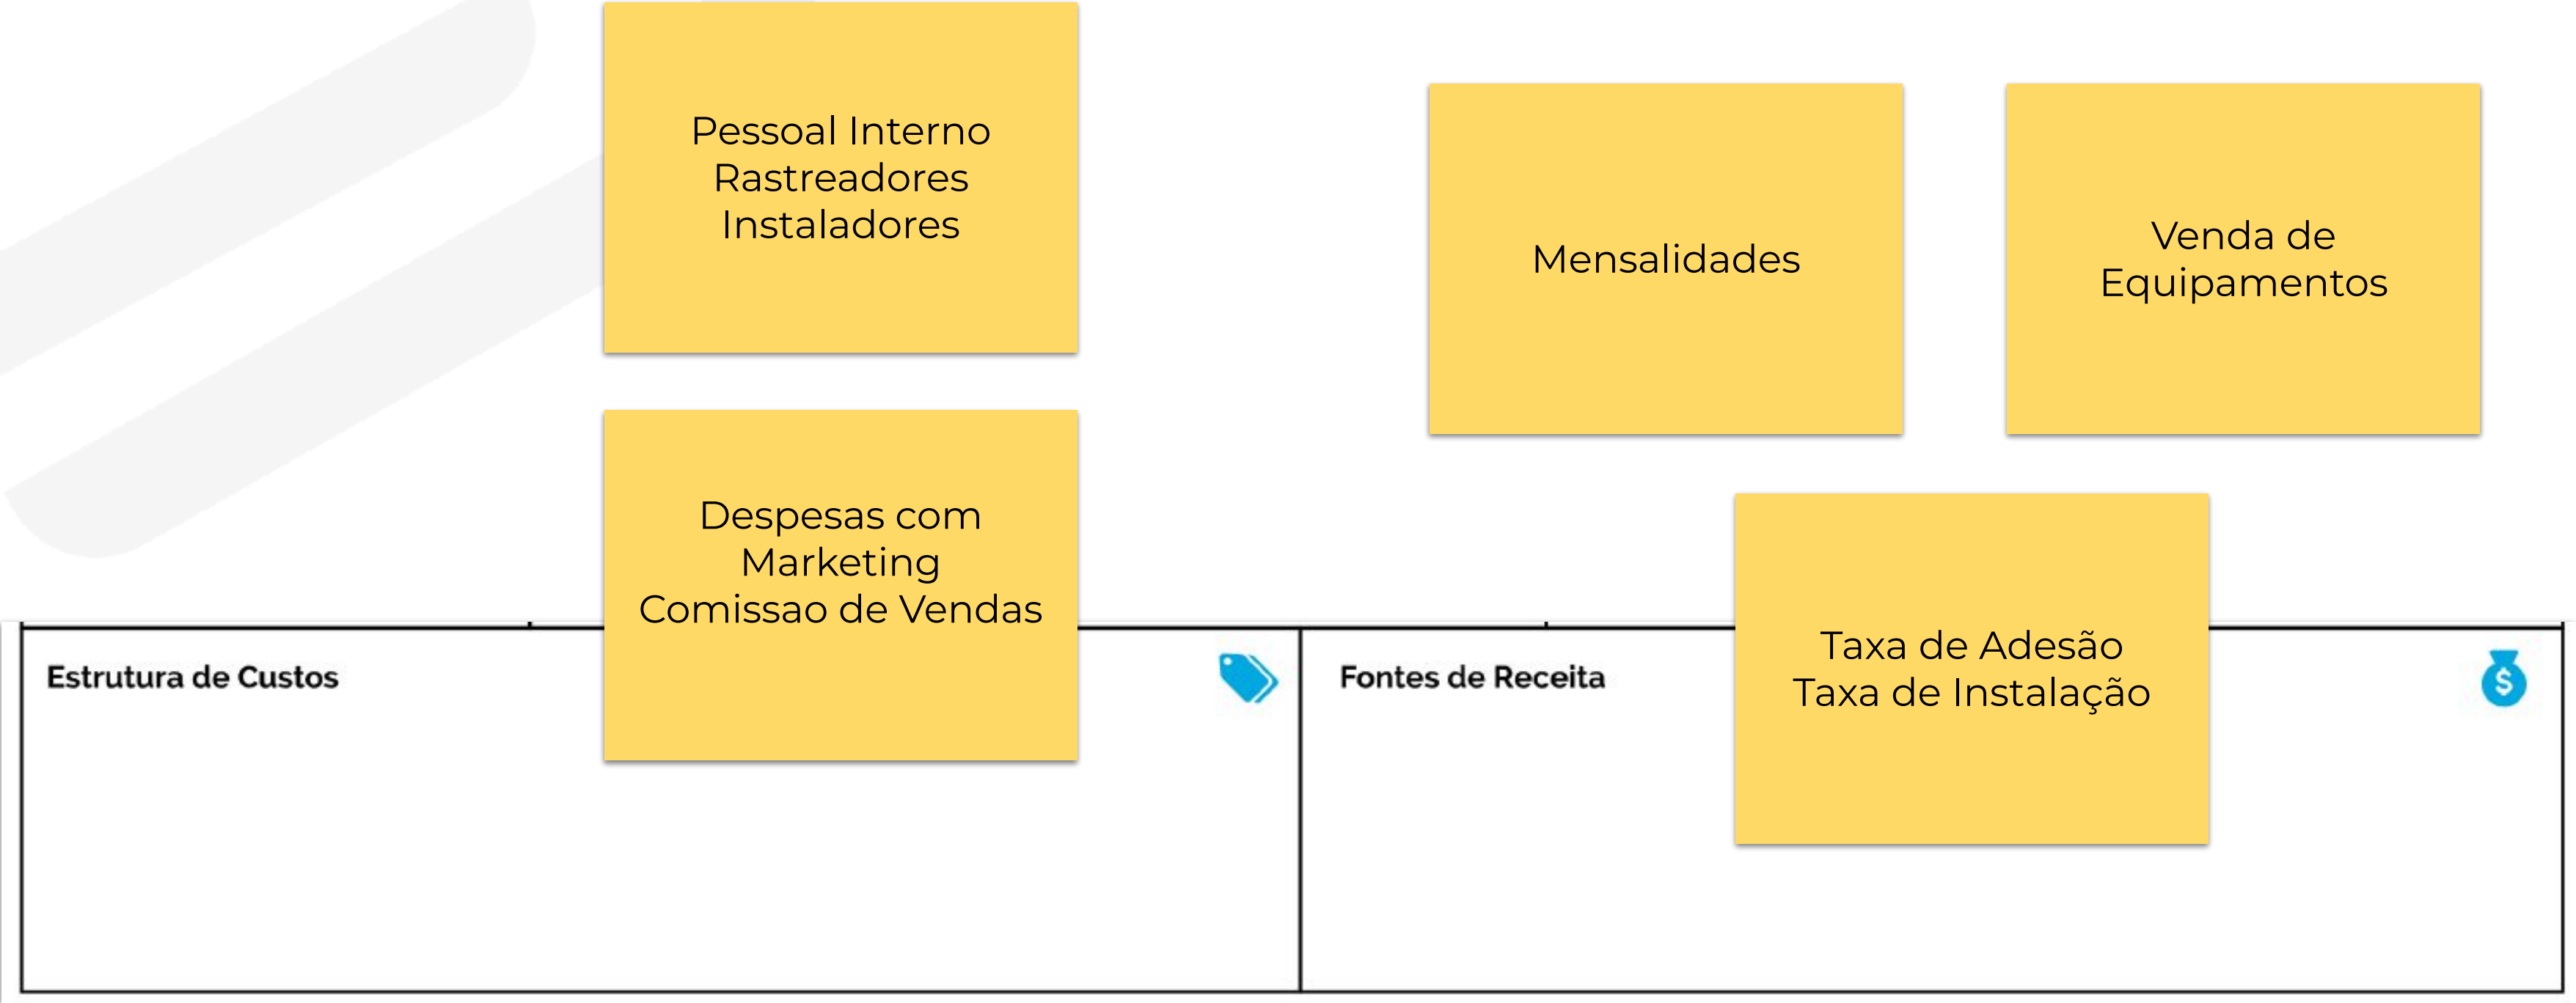 Pessoal Interno
Rastreadores
Instaladores
Mensalidades
Venda de
Equipamentos
Despesas com
Marketing
Comissao de Vendas
Estrutura de Custos
Fontes de Receita
Taxa de Adesão
Taxa de Instalação
$